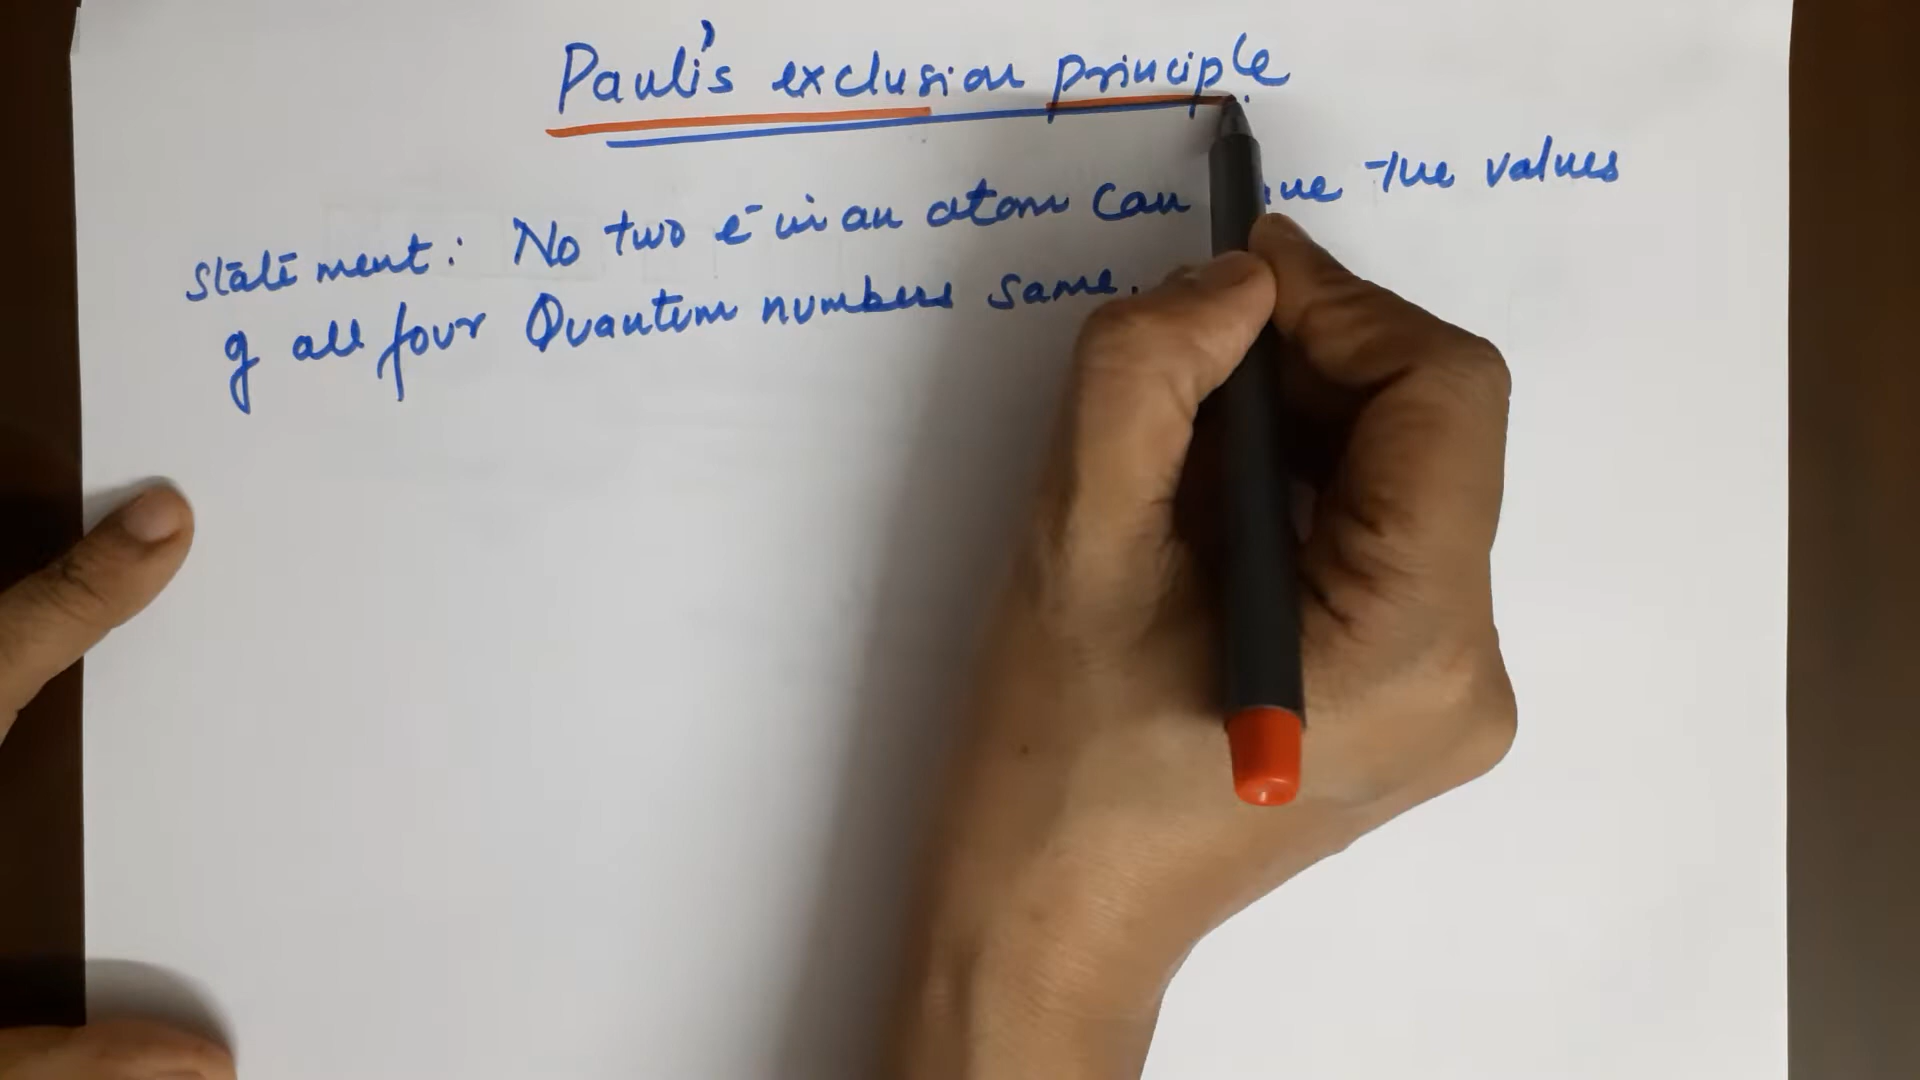 Pauli's exclusion principle
Statement: No two e⁻ in an atom can the values
of all four Quantum numbers same.